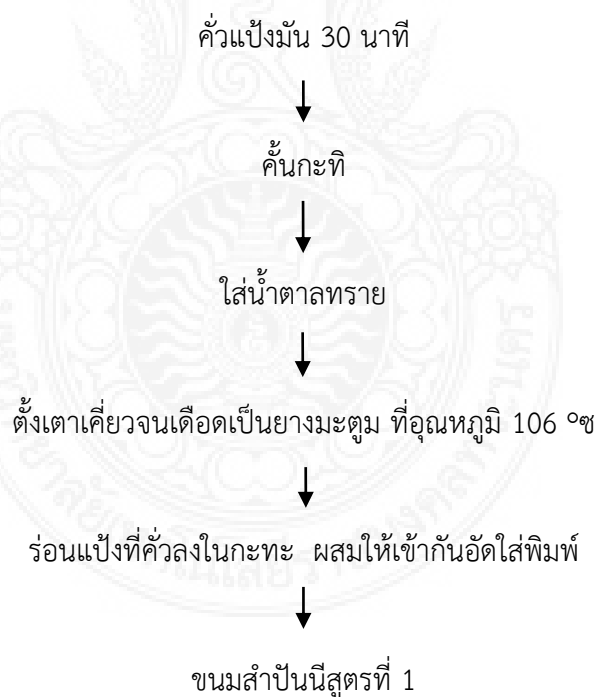 คั่วแป้งมัน 30 นาที
คั้นกะทิ
ใส่น้ำตาลทราย
ตั้งเตาเคี่ยวจนเดือดเป็นยางมะตูม ที่อุณหภูมิ 106 °ซ
ร่อนแป้งที่คั่วลงในกะทะ ผสมให้เข้ากันอัดใส่พิมพ์
ขนมสำปันนีสูตรที่ 1